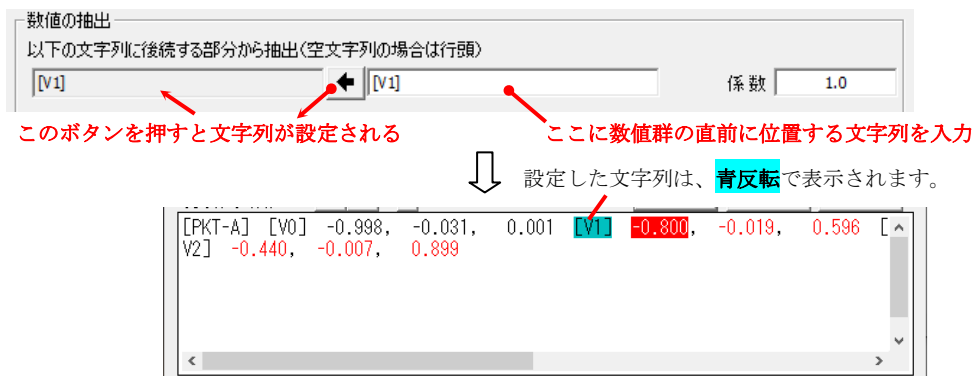 数値の抽出
以下の文字列に後続する部分から抽出(空文字列の場合は行頭)
[V1] [V1] 係数 1.0
このボタンを押すと文字列が設定される ここに数値群の直前に位置する文字列を入力
設定した文字列は、青反転で表示されます。
[PKT-A] [V0] -0.998, -0.031, 0.001 [V1] -0.800, -0.019, 0.596 [
V2] -0.440, -0.007, 0.899